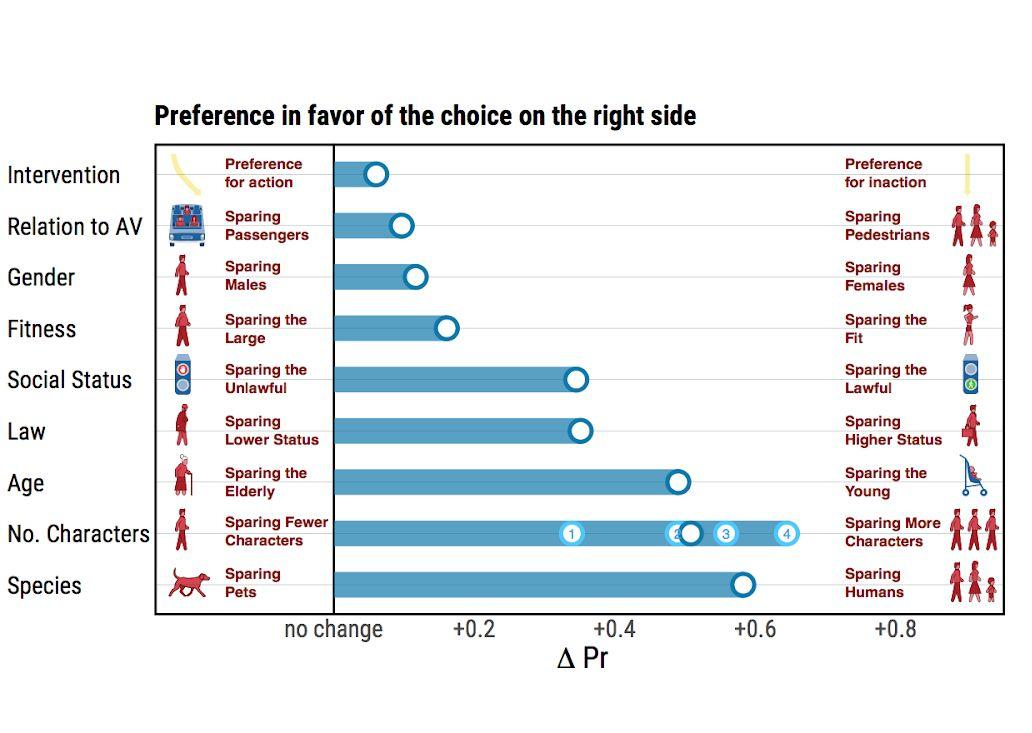 Preference in favor of the choice on the right side
Intervention
Preference
for action
Preference
for inaction
Relation to AV
Sparing
Passengers
Sparing
Pedestrians
Gender
Sparing
Males
Sparing
Females
Fitness
Sparing the
Large
Sparing the
Fit
Social Status
Sparing the
Unlawful
Sparing the
Lawful
Law
Sparing
Lower Status
Sparing
Higher Status
Age
Sparing the
Elderly
Sparing the
Young
No. Characters
Sparing Fewer
Characters
1 2 3 4
Sparing More
Characters
Species
Sparing
Pets
Sparing
Humans
no change +0.2 +0.4 +0.6 +0.8
Δ Pr